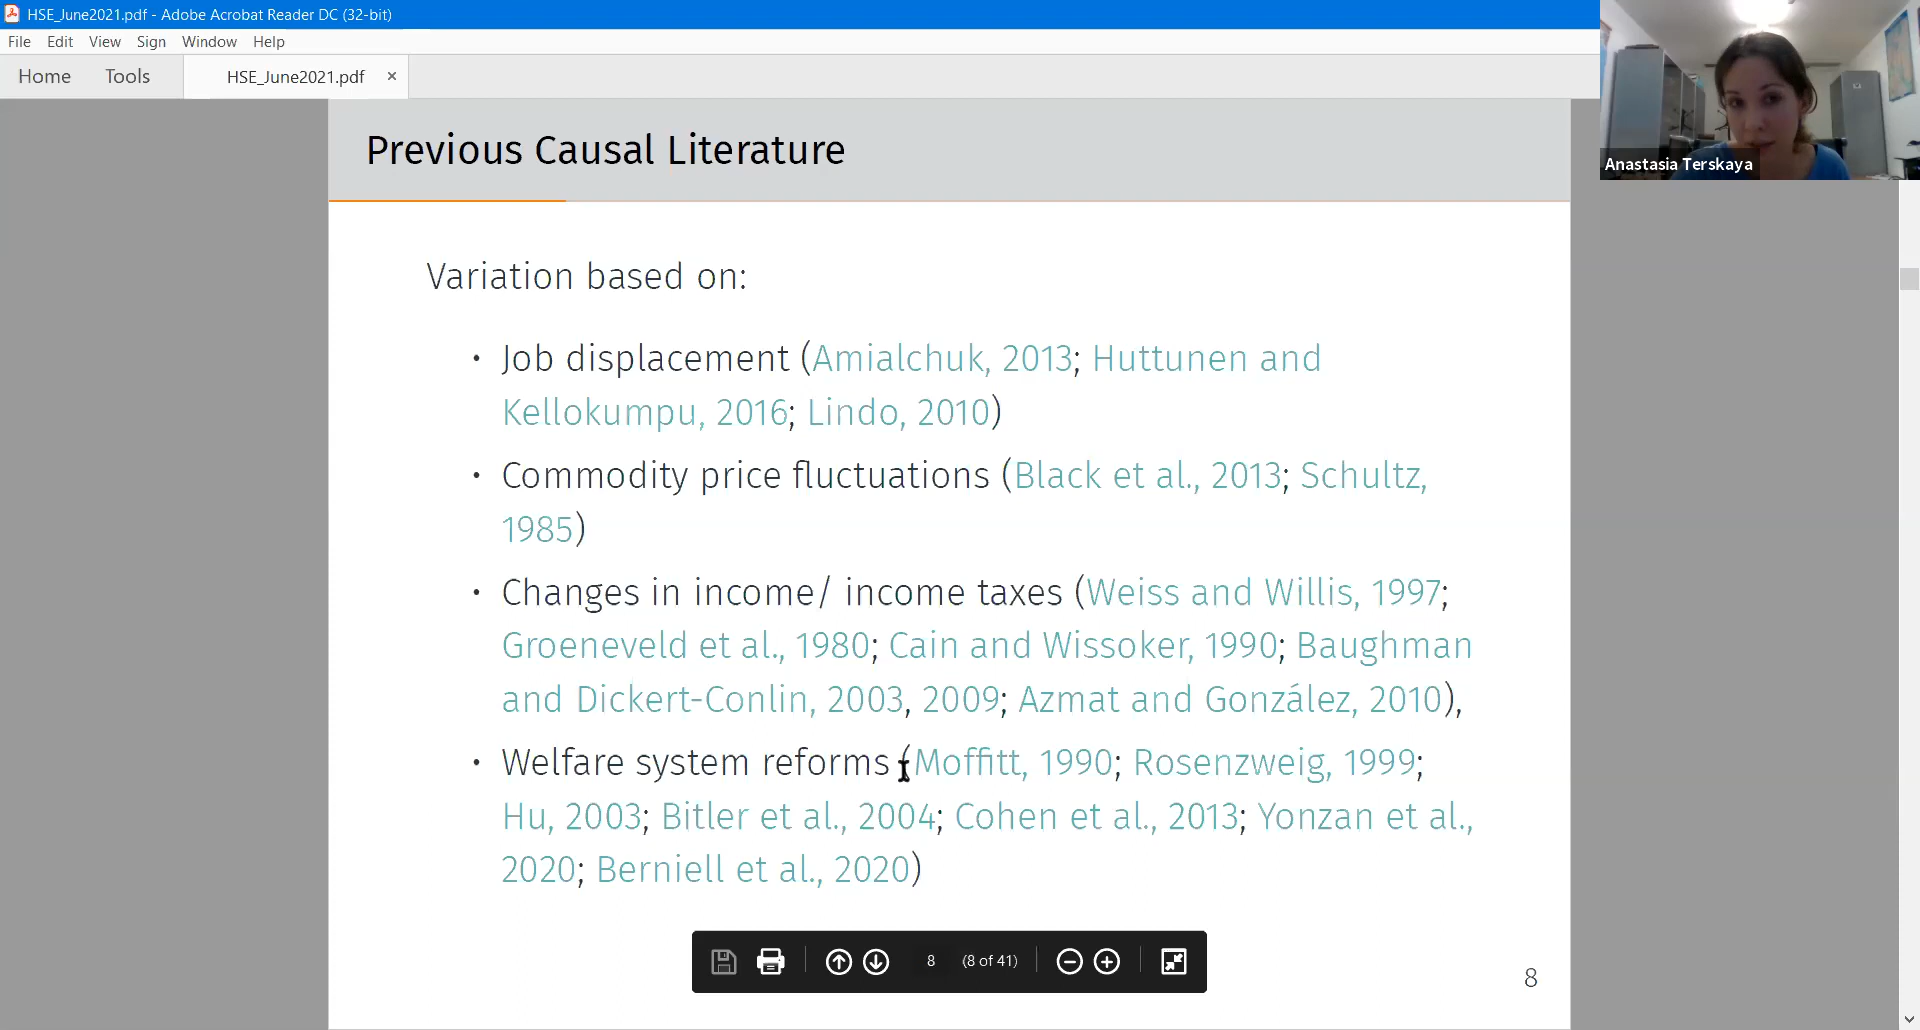 HSE_June2021.pdf - Adobe Acrobat Reader DC (32-bit)
File Edit View Sign Window Help
Home Tools HSE_June2021.pdf ×
Anastasia Terskaya
Previous Causal Literature
Variation based on:
• Job displacement (Amialchuk, 2013; Huttunen and
Kellokumpu, 2016; Lindo, 2010)
• Commodity price fluctuations (Black et al., 2013; Schultz,
1985)
• Changes in income/ income taxes (Weiss and Willis, 1997;
Groeneveld et al., 1980; Cain and Wissoker, 1990; Baughman
and Dickert-Conlin, 2003, 2009; Azmat and González, 2010),
• Welfare system reforms (Moffitt, 1990; Rosenzweig, 1999;
Hu, 2003; Bitler et al., 2004; Cohen et al., 2013; Yonzan et al.,
2020; Berniell et al., 2020)
8 (8 of 41)
8